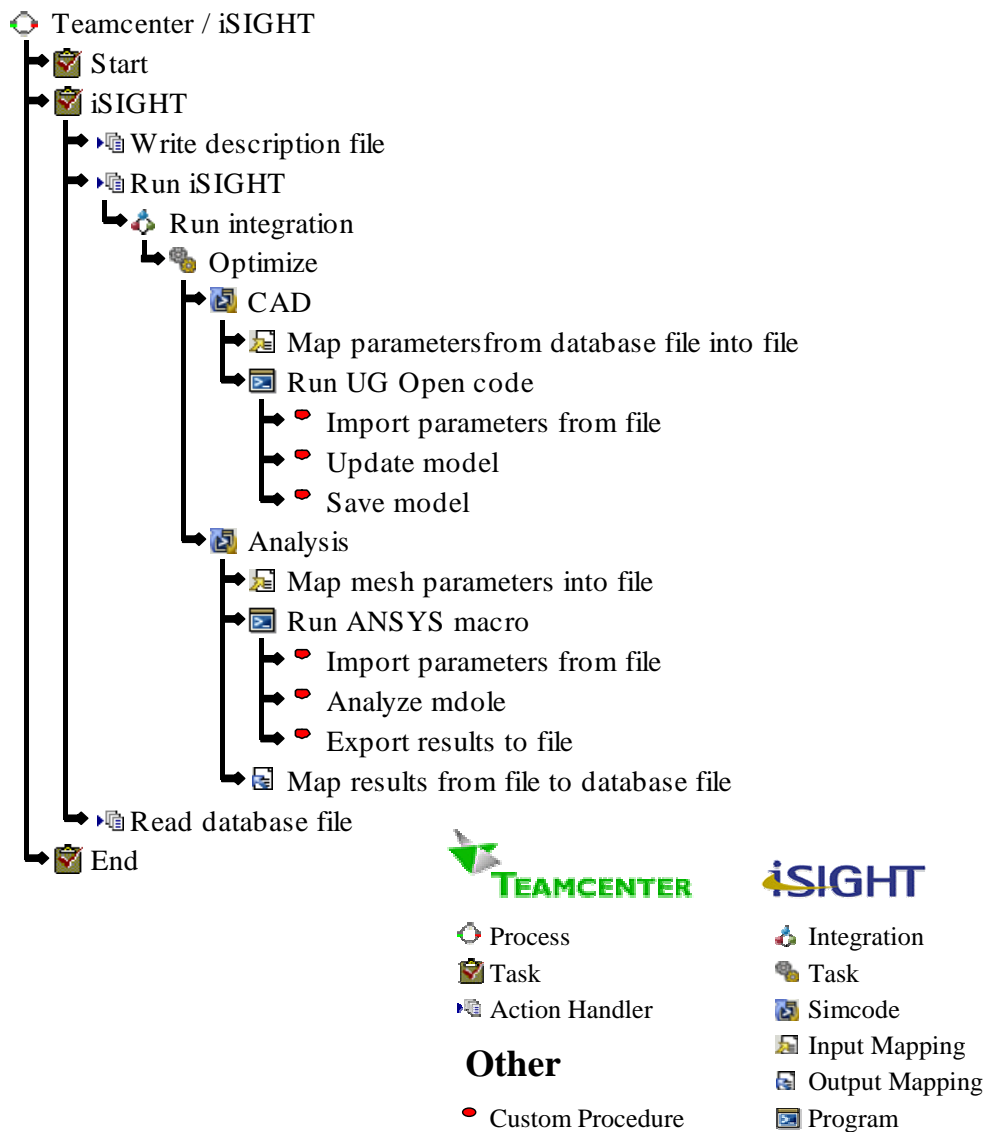 Teamcenter / iSIGHT
Start
iSIGHT
Write description file
Run iSIGHT
Run integration
Optimize
CAD
Map parametersfrom database file into file
Run UG Open code
Import parameters from file
Update model
Save model
Analysis
Map mesh parameters into file
Run ANSYS macro
Import parameters from file
Analyze mdole
Export results to file
Map results from file to database file
Read database file
End
TEAMCENTER
iSIGHT
Process
Integration
Task
Task
Action Handler
Simcode
Input Mapping
Other
Output Mapping
Custom Procedure
Program